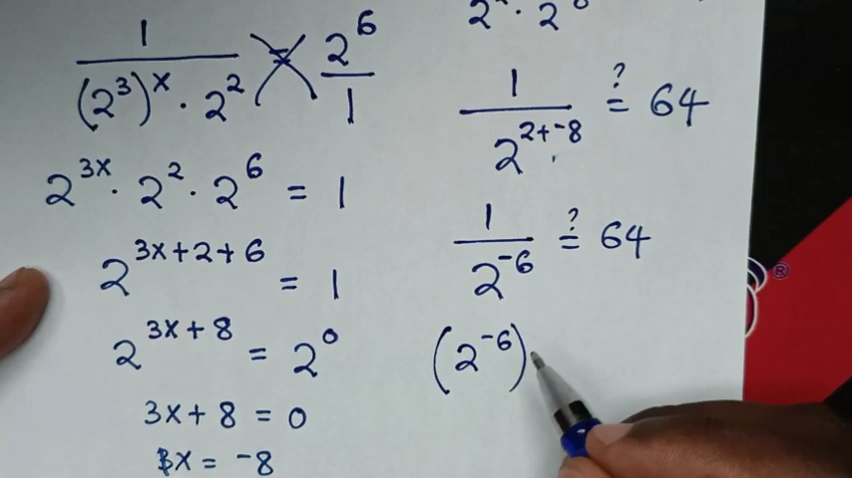 1/((2^3)^x · 2^2) = 2^6/1
2^(3x) · 2^2 · 2^6 = 1
2^(3x+2+6) = 1
2^(3x+8) = 2^0
3x + 8 = 0
x = -8
1/(2^(2+-8)) ?= 64
1/(2^(-6)) ?= 64
(2^(-6))
®